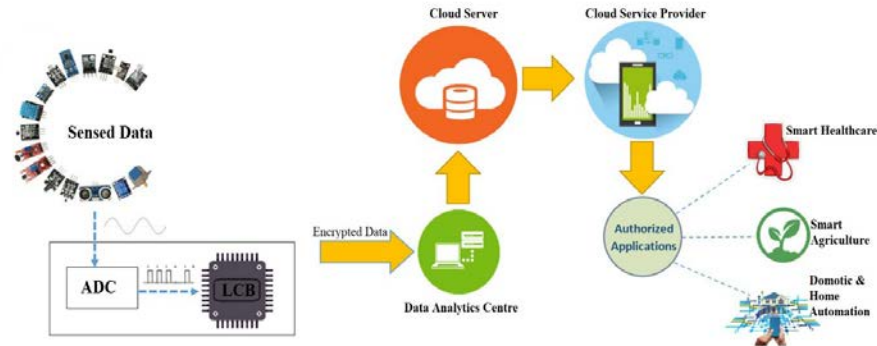 Cloud Server
Cloud Service Provider
Sensed Data
Smart Healthcare
Encrypted Data
Authorized
Applications
Smart
Agriculture
ADC
LCB
Data Analytics Centre
Domotic &
Home
Automation